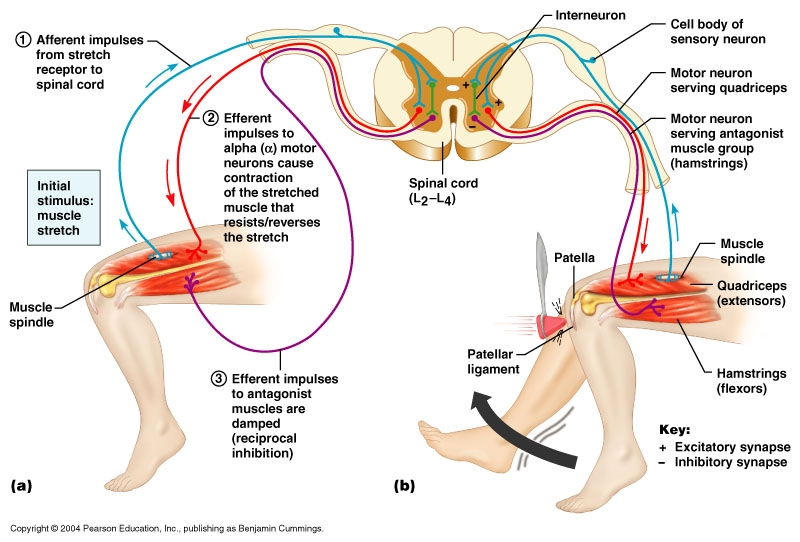 ① Afferent impulses
from stretch
receptor to
spinal cord
② Efferent
impulses to
alpha (α) motor
neurons cause
contraction
of the stretched
muscle that
resists/reverses
the stretch
Initial
stimulus:
muscle
stretch
Muscle
spindle
③ Efferent impulses
to antagonist
muscles are
damped
(reciprocal
inhibition)
(a)
Interneuron
Cell body of
sensory neuron
Motor neuron
serving quadriceps
Motor neuron
serving antagonist
muscle group
(hamstrings)
+
+
–
Spinal cord
(L2–L4)
Patella
Muscle
spindle
Quadriceps
(extensors)
Patellar
ligament
Hamstrings
(flexors)
(b)
Key:
+ Excitatory synapse
– Inhibitory synapse
Copyright © 2004 Pearson Education, Inc., publishing as Benjamin Cummings.